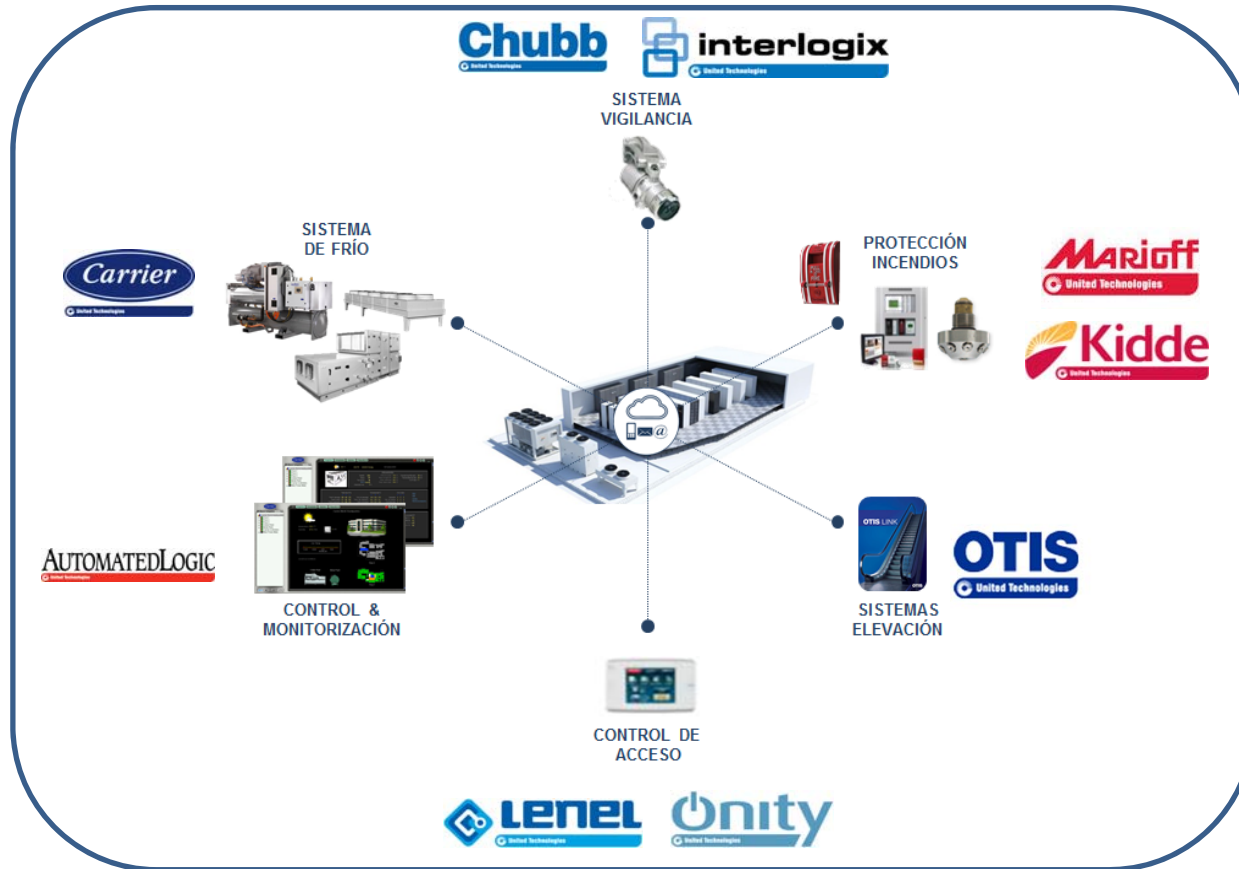 Chubb
United Technologies
interlogix
United Technologies
SISTEMA
VIGILANCIA
SISTEMA
DE FRÍO
Carrier
United Technologies
PROTECCIÓN
INCENDIOS
MARIOFF
United Technologies
Kidde
United Technologies
@
AUTOMATEDLOGIC
United Technologies
CONTROL &
MONITORIZACIÓN
OTIS LINK
OTIS
OTIS
United Technologies
SISTEMAS
ELEVACIÓN
CONTROL DE
ACCESO
LENEL
United Technologies
Onity
United Technologies